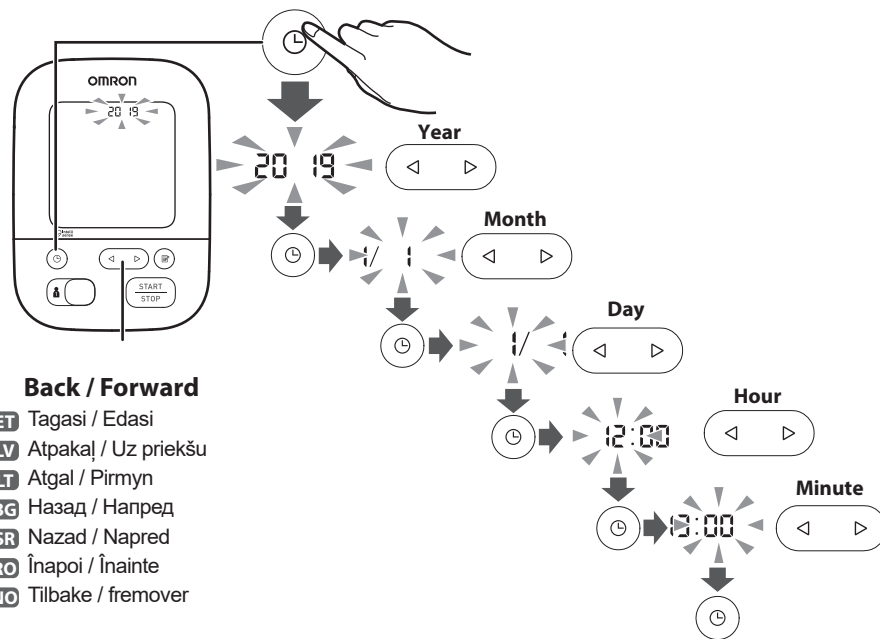 OMRON
20 19
START
STOP
20 19
Year
1/ 1
Month
1/ 1
Day
12:00
Hour
13:00
Minute
Back / Forward
ET Tagasi / Edasi
LV Atpakaļ / Uz priekšu
LT Atgal / Pirmyn
BG Назад / Напред
SR Nazad / Napred
RO Înapoi / Înainte
NO Tilbake / fremover